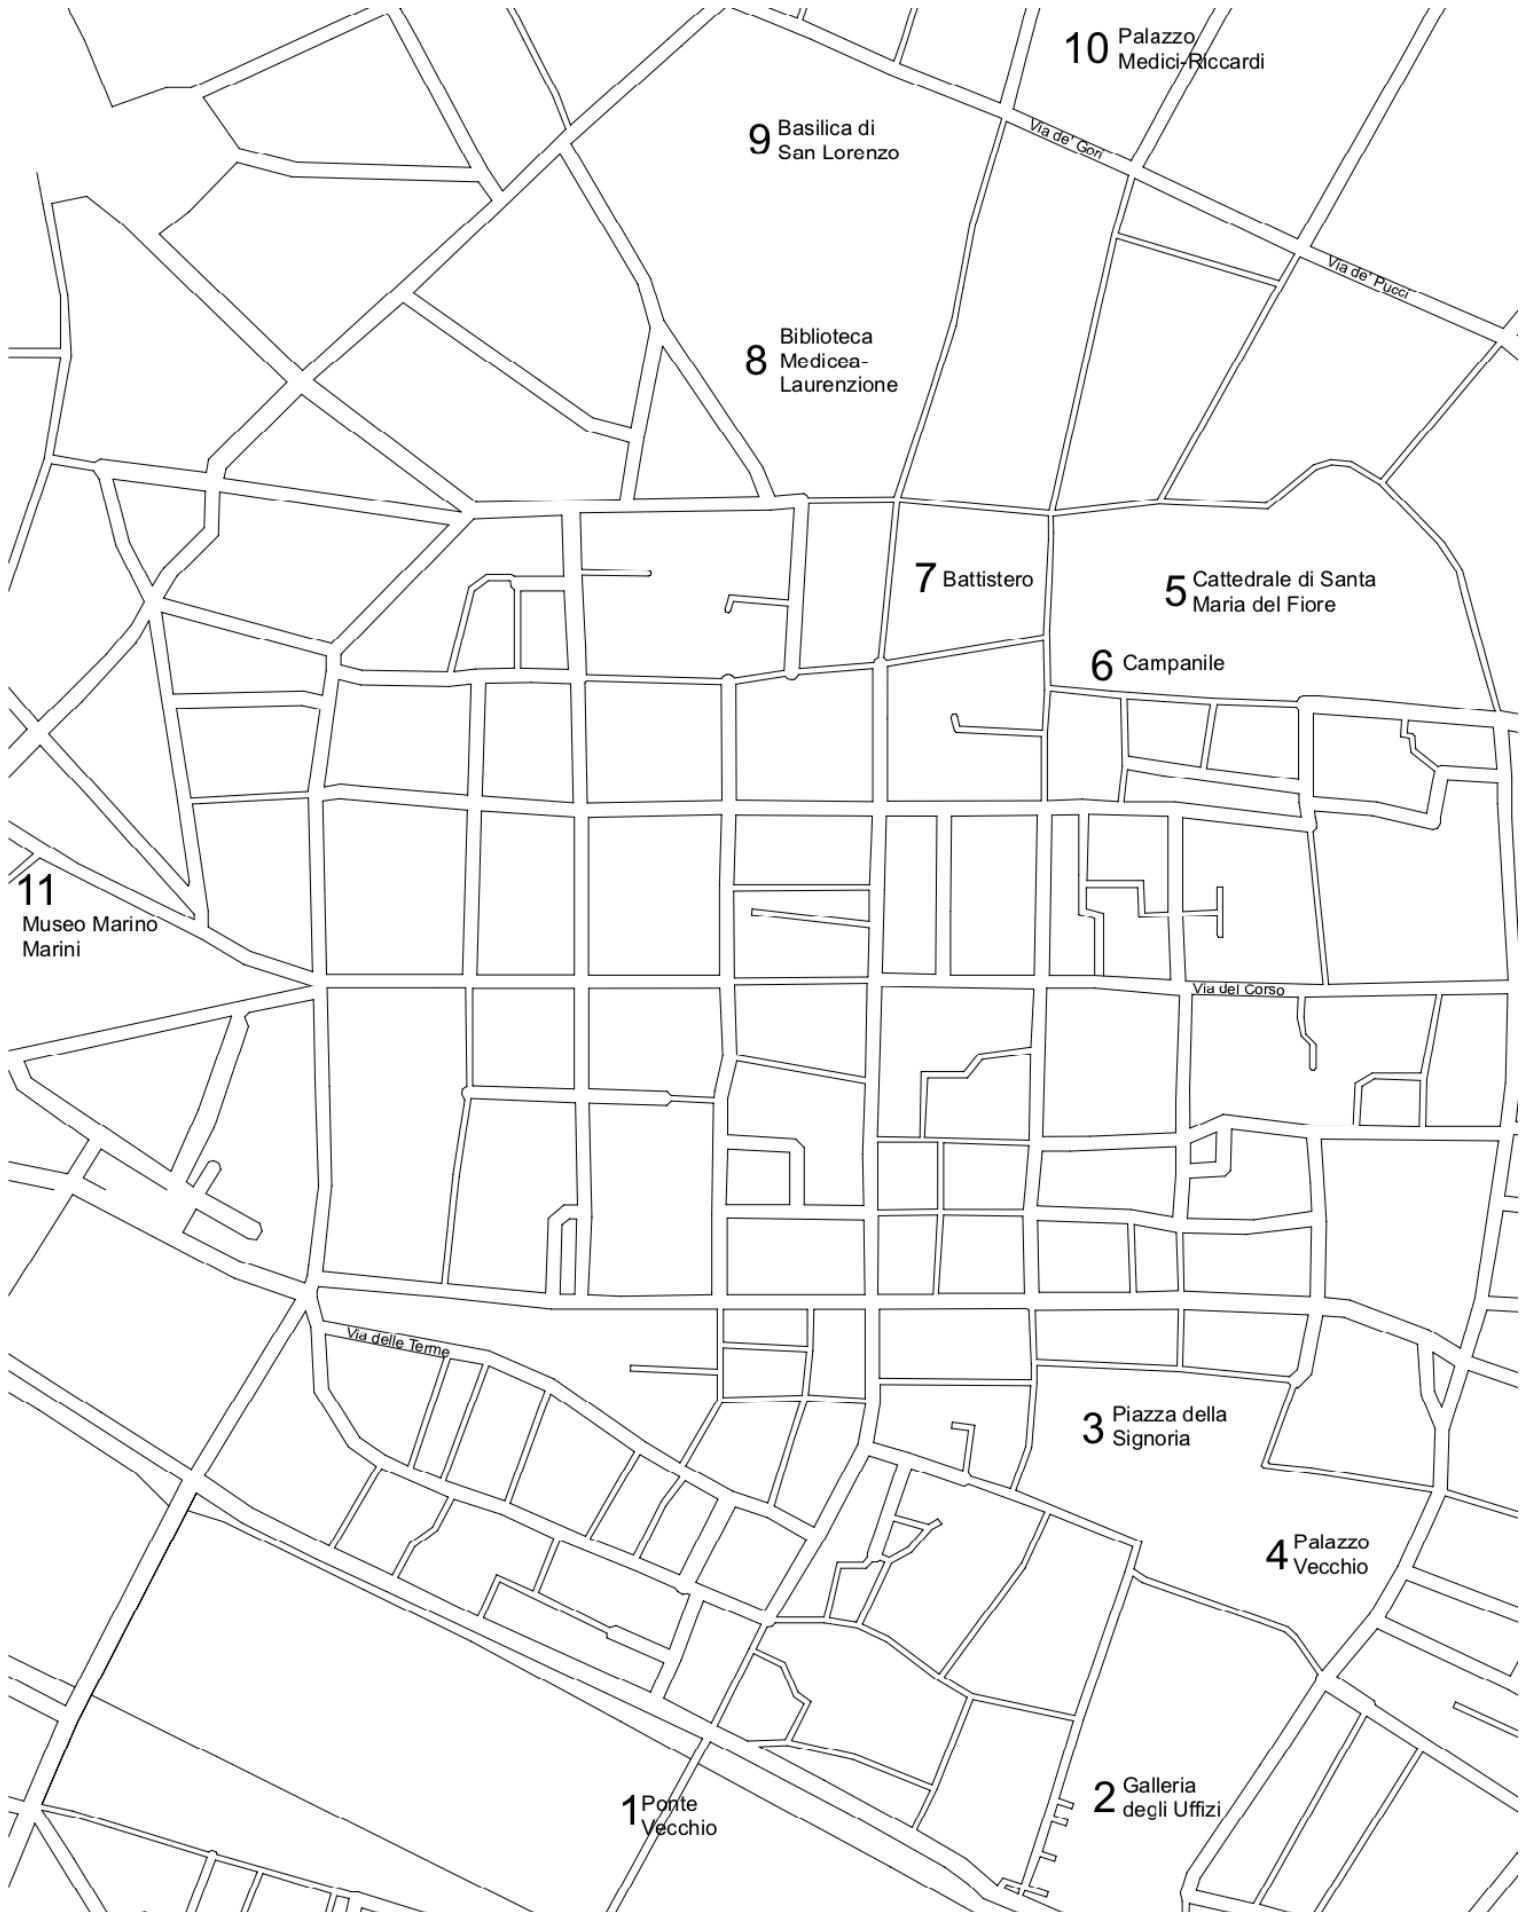 10 Palazzo
Medici-Riccardi
Via de' Gori
9 Basilica di
San Lorenzo
Via de' Pucci
8 Biblioteca
Medicea-
Laurenzione
7 Battistero
5 Cattedrale di Santa
Maria del Fiore
6 Campanile
11
Museo Marino
Marini
Via del Corso
Via delle Terme
3 Piazza della
Signoria
4 Palazzo
Vecchio
2 Galleria
degli Uffizi
1 Ponte
Vecchio